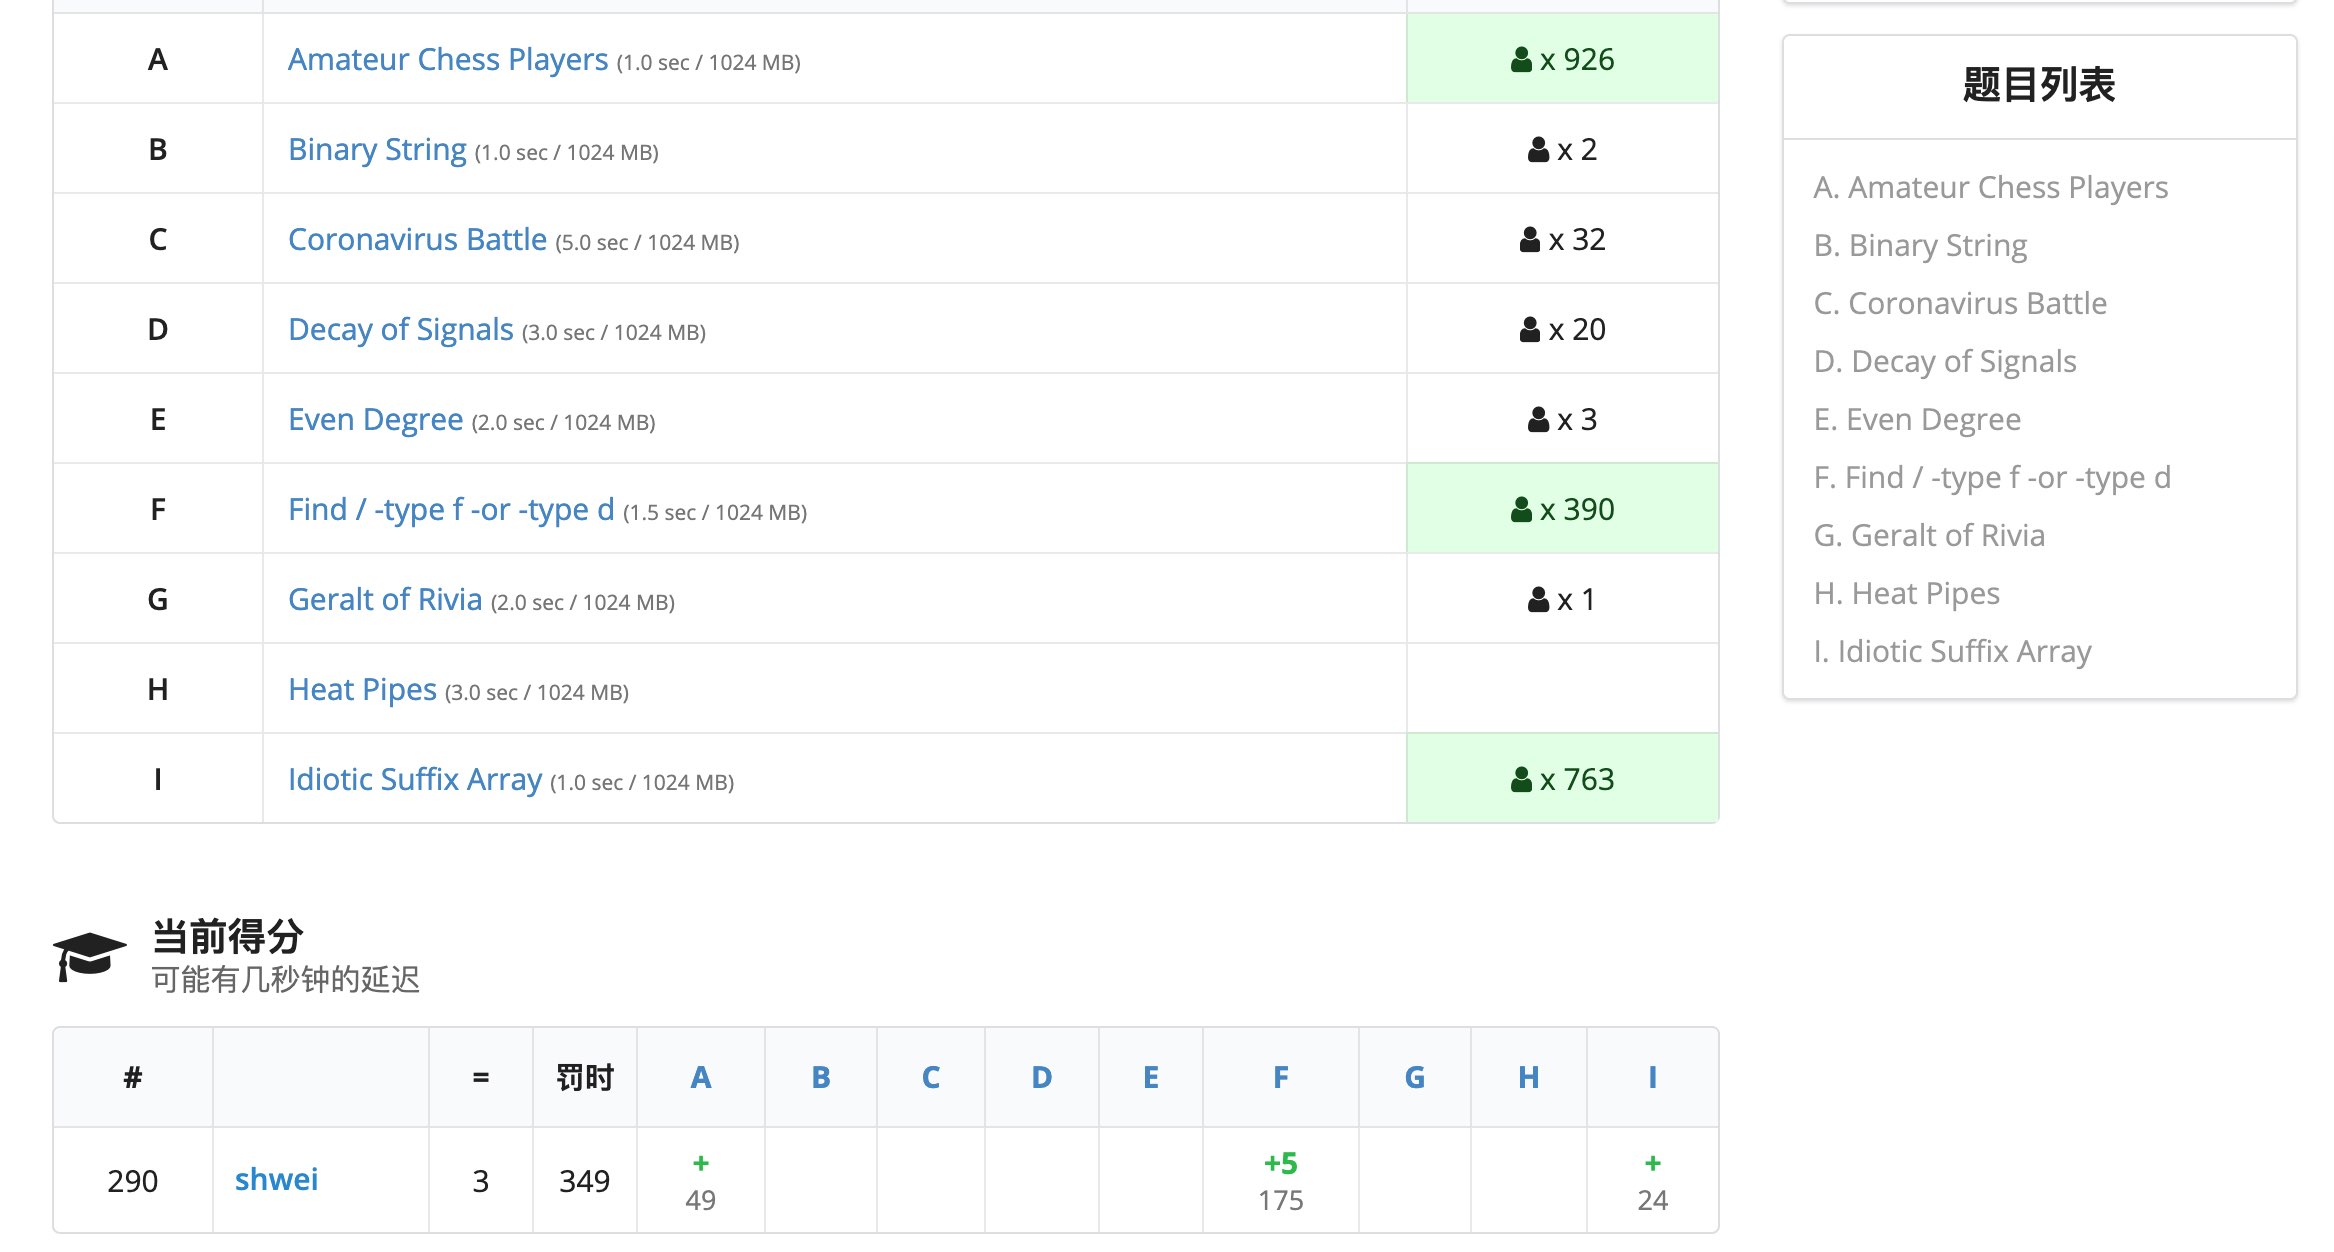 A Amateur Chess Players (1.0 sec / 1024 MB) x 926
B Binary String (1.0 sec / 1024 MB) x 2
C Coronavirus Battle (5.0 sec / 1024 MB) x 32
D Decay of Signals (3.0 sec / 1024 MB) x 20
E Even Degree (2.0 sec / 1024 MB) x 3
F Find / -type f -or -type d (1.5 sec / 1024 MB) x 390
G Geralt of Rivia (2.0 sec / 1024 MB) x 1
H Heat Pipes (3.0 sec / 1024 MB)
I Idiotic Suffix Array (1.0 sec / 1024 MB) x 763
题目列表
A. Amateur Chess Players
B. Binary String
C. Coronavirus Battle
D. Decay of Signals
E. Even Degree
F. Find / -type f -or -type d
G. Geralt of Rivia
H. Heat Pipes
I. Idiotic Suffix Array
当前得分
可能有几秒钟的延迟
# = 罚时 A B C D E F G H I
290 shwei 3 349 + +5 +
49 175 24